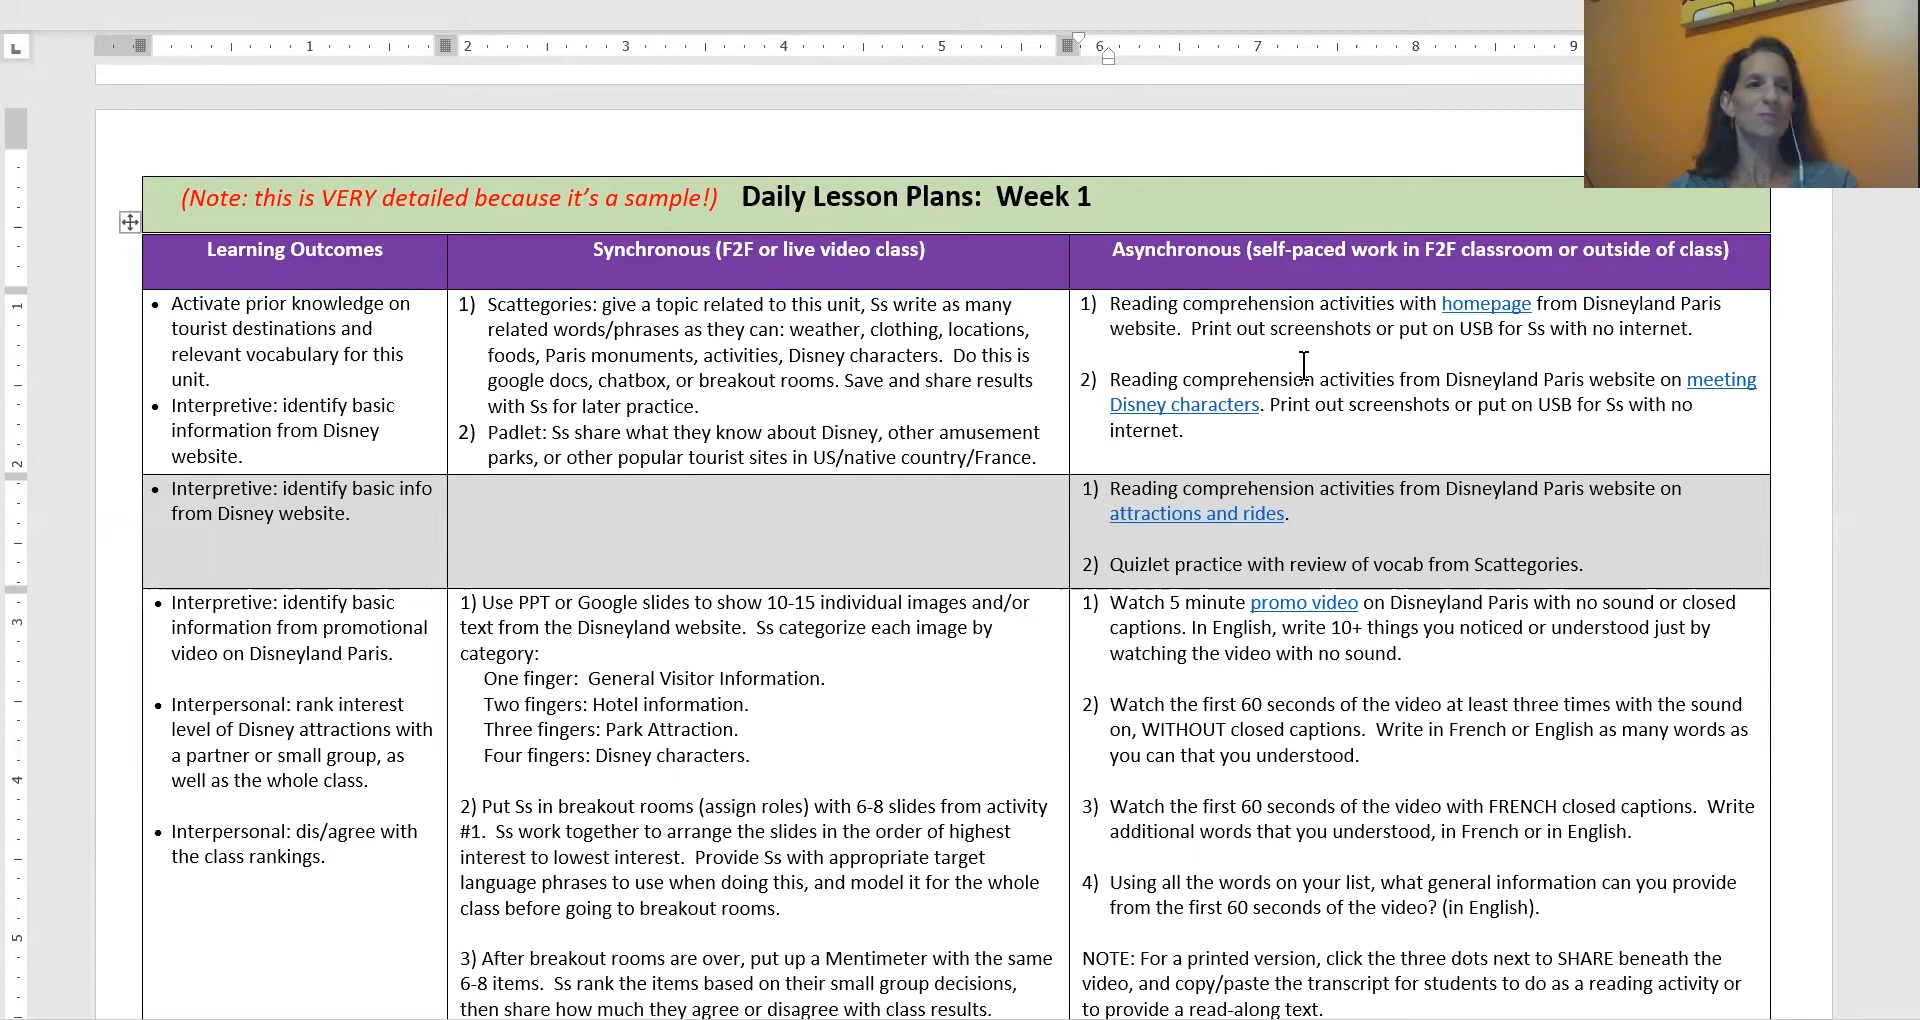 1 2 3 4 5 6 7 8 9
(Note: this is VERY detailed because it's a sample!) Daily Lesson Plans: Week 1
Learning Outcomes
Synchronous (F2F or live video class)
Asynchronous (self-paced work in F2F classroom or outside of class)
• Activate prior knowledge on
tourist destinations and
relevant vocabulary for this
unit.
• Interpretive: identify basic
information from Disney
website.
1) Scattegories: give a topic related to this unit, Ss write as many
related words/phrases as they can: weather, clothing, locations,
foods, Paris monuments, activities, Disney characters. Do this is
google docs, chatbox, or breakout rooms. Save and share results
with Ss for later practice.
2) Padlet: Ss share what they know about Disney, other amusement
parks, or other popular tourist sites in US/native country/France.
1) Reading comprehension activities with homepage from Disneyland Paris
website. Print out screenshots or put on USB for Ss with no internet.
2) Reading comprehension activities from Disneyland Paris website on meeting
Disney characters. Print out screenshots or put on USB for Ss with no
internet.
• Interpretive: identify basic info
from Disney website.
1) Reading comprehension activities from Disneyland Paris website on
attractions and rides.
2) Quizlet practice with review of vocab from Scattegories.
• Interpretive: identify basic
information from promotional
video on Disneyland Paris.
• Interpersonal: rank interest
level of Disney attractions with
a partner or small group, as
well as the whole class.
• Interpersonal: dis/agree with
the class rankings.
1) Use PPT or Google slides to show 10-15 individual images and/or
text from the Disneyland website. Ss categorize each image by
category:
One finger: General Visitor Information.
Two fingers: Hotel information.
Three fingers: Park Attraction.
Four fingers: Disney characters.
2) Put Ss in breakout rooms (assign roles) with 6-8 slides from activity
#1. Ss work together to arrange the slides in the order of highest
interest to lowest interest. Provide Ss with appropriate target
language phrases to use when doing this, and model it for the whole
class before going to breakout rooms.
3) After breakout rooms are over, put up a Mentimeter with the same
6-8 items. Ss rank the items based on their small group decisions,
then share how much they agree or disagree with class results.
1) Watch 5 minute promo video on Disneyland Paris with no sound or closed
captions. In English, write 10+ things you noticed or understood just by
watching the video with no sound.
2) Watch the first 60 seconds of the video at least three times with the sound
on, WITHOUT closed captions. Write in French or English as many words as
you can that you understood.
3) Watch the first 60 seconds of the video with FRENCH closed captions. Write
additional words that you understood, in French or in English.
4) Using all the words on your list, what general information can you provide
from the first 60 seconds of the video? (in English).
NOTE: For a printed version, click the three dots next to SHARE beneath the
video, and copy/paste the transcript for students to do as a reading activity or
to provide a read-along text.
1
2
3
4
5